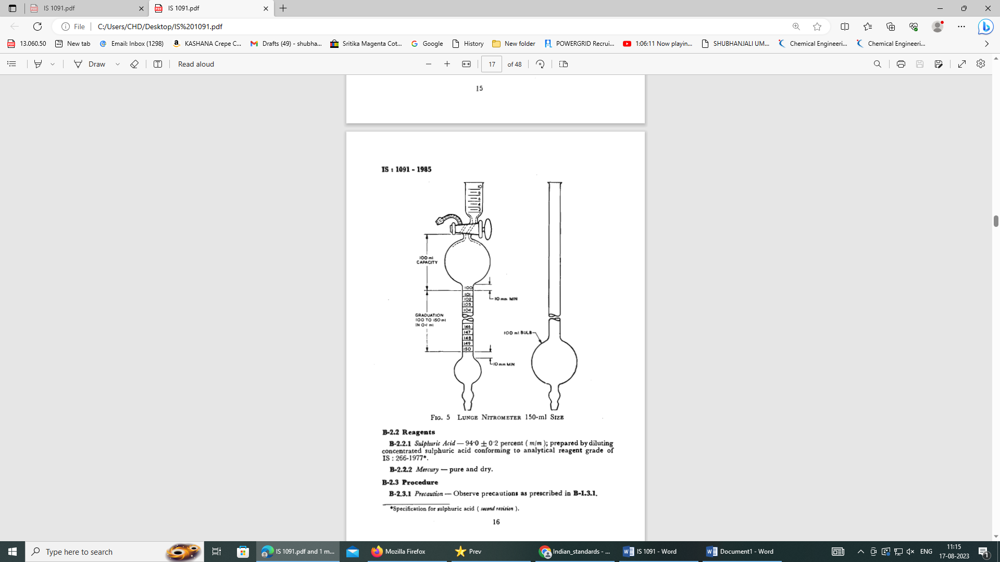 IS 1091.pdf
IS 1091.pdf
File
C:/Users/CHD/Desktop/IS%201091.pdf
13.060.50
New tab
Email: Inbox (1298)
KASHANA Crepe C...
Drafts (49) - shubha...
Sritika Magenta Cot...
Google
History
New folder
POWERGRID Recrui...
1:06:11 Now playin...
SHUBHANJALI UM...
Chemical Engineeri...
Chemical Engineeri...
Draw
Read aloud
17 of 48
15
IS : 1091 - 1985
10
8
6
4
2
100 ml
CAPACITY
100
101
102
103
104
10 mm MIN
GRADUATION
100 TO 150 ml
IN 0·1 ml
146
147
148
149
150
100 ml BULB
10 mm MIN
FIG. 5 LUNGE NITROMETER 150-ml SIZE
B-2.2 Reagents
B-2.2.1 Sulphuric Acid — 94·0 ± 0·2 percent ( m/m ); prepared by diluting
concentrated sulphuric acid conforming to analytical reagent grade of
IS : 266-1977*.
B-2.2.2 Mercury — pure and dry.
B-2.3 Procedure
B-2.3.1 Precaution — Observe precautions as prescribed in B-1.3.1.
*Specification for sulphuric acid ( second revision ).
16
Type here to search
IS 1091.pdf and 1 m...
Mozilla Firefox
Prev
Indian_standards - ...
IS 1091 - Word
Document1 - Word
ENG
11:15
17-08-2023
1